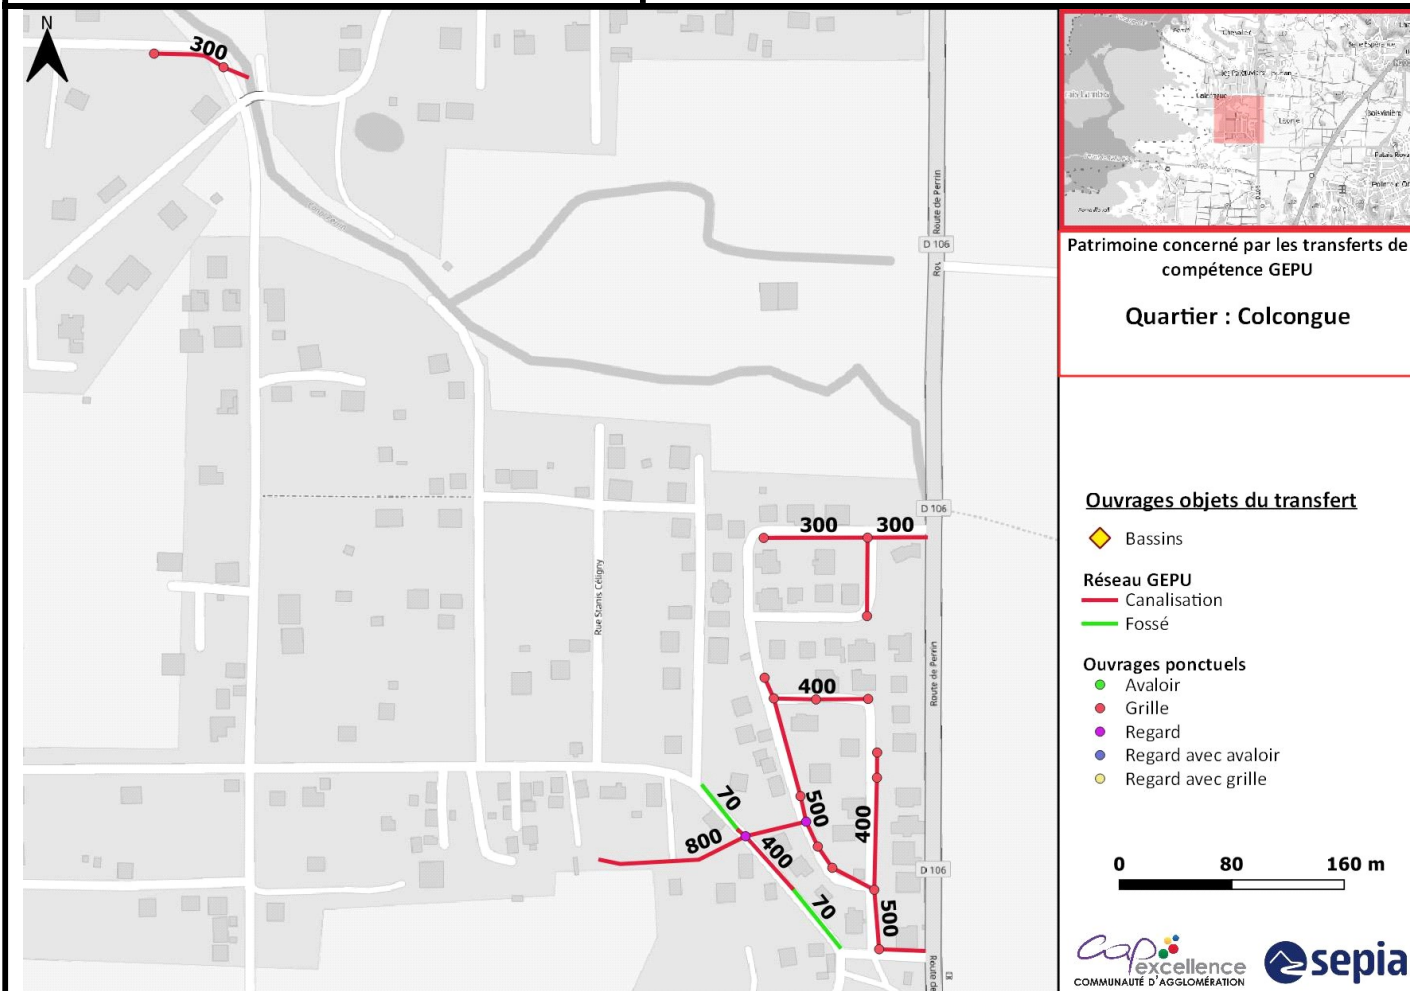 N
300
Route de Perrin
D 106
D 106
300
300
Rue Stanis Céligny
Route de Perrin
400
70
500
400
800
400
D 106
70
500
Chevalier
Colcongue
Patrimoine concerné par les transferts de
compétence GEPU
Quartier : Colcongue
Ouvrages objets du transfert
Bassins
Réseau GEPU
Canalisation
Fossé
Ouvrages ponctuels
Avaloir
Grille
Regard
Regard avec avaloir
Regard avec grille
0 80 160 m
Cap excellence
COMMUNAUTÉ D'AGGLOMÉRATION
sepia